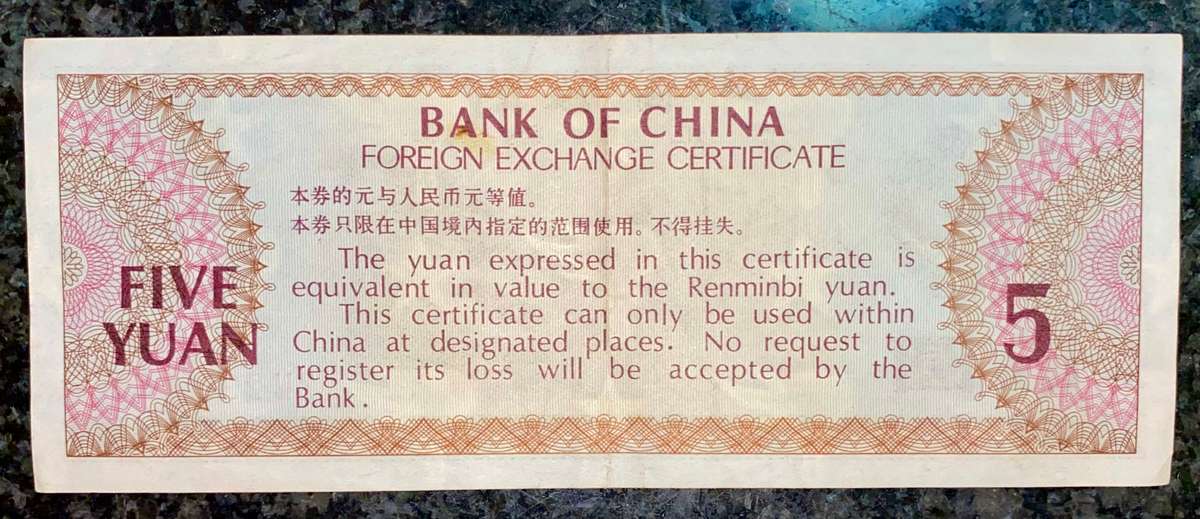 BANK OF CHINA
FOREIGN EXCHANGE CERTIFICATE
本券的元与人民币元等值。
本券只限在中国境内指定的范围使用。不得挂失。
The yuan expressed in this certificate is
equivalent in value to the Renminbi yuan.
This certificate can only be used within
China at designated places. No request to
register its loss will be accepted by the
Bank.
FIVE
YUAN
5